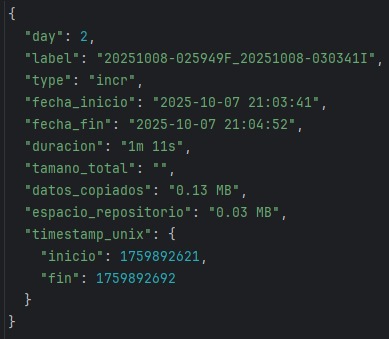 {
  "day": 2,
  "label": "20251008-025949F_20251008-030341I",
  "type": "incr",
  "fecha_inicio": "2025-10-07 21:03:41",
  "fecha_fin": "2025-10-07 21:04:52",
  "duracion": "1m 11s",
  "tamano_total": "",
  "datos_copiados": "0.13 MB",
  "espacio_repositorio": "0.03 MB",
  "timestamp_unix": {
    "inicio": 1759892621,
    "fin": 1759892692
  }
}